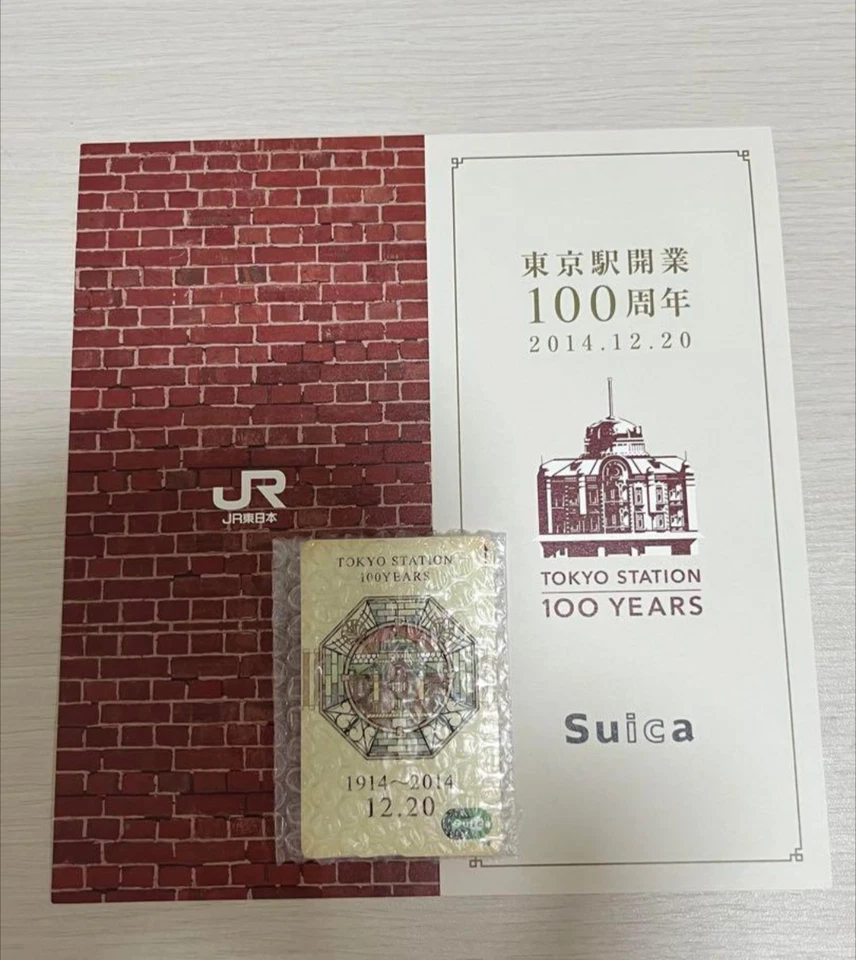 東京駅開業
100周年
2014.12.20
TOKYO STATION
100 YEARS
Suica
JR
JR東日本
TOKYO STATION
100YEARS
1914～2014
12.20
Suica